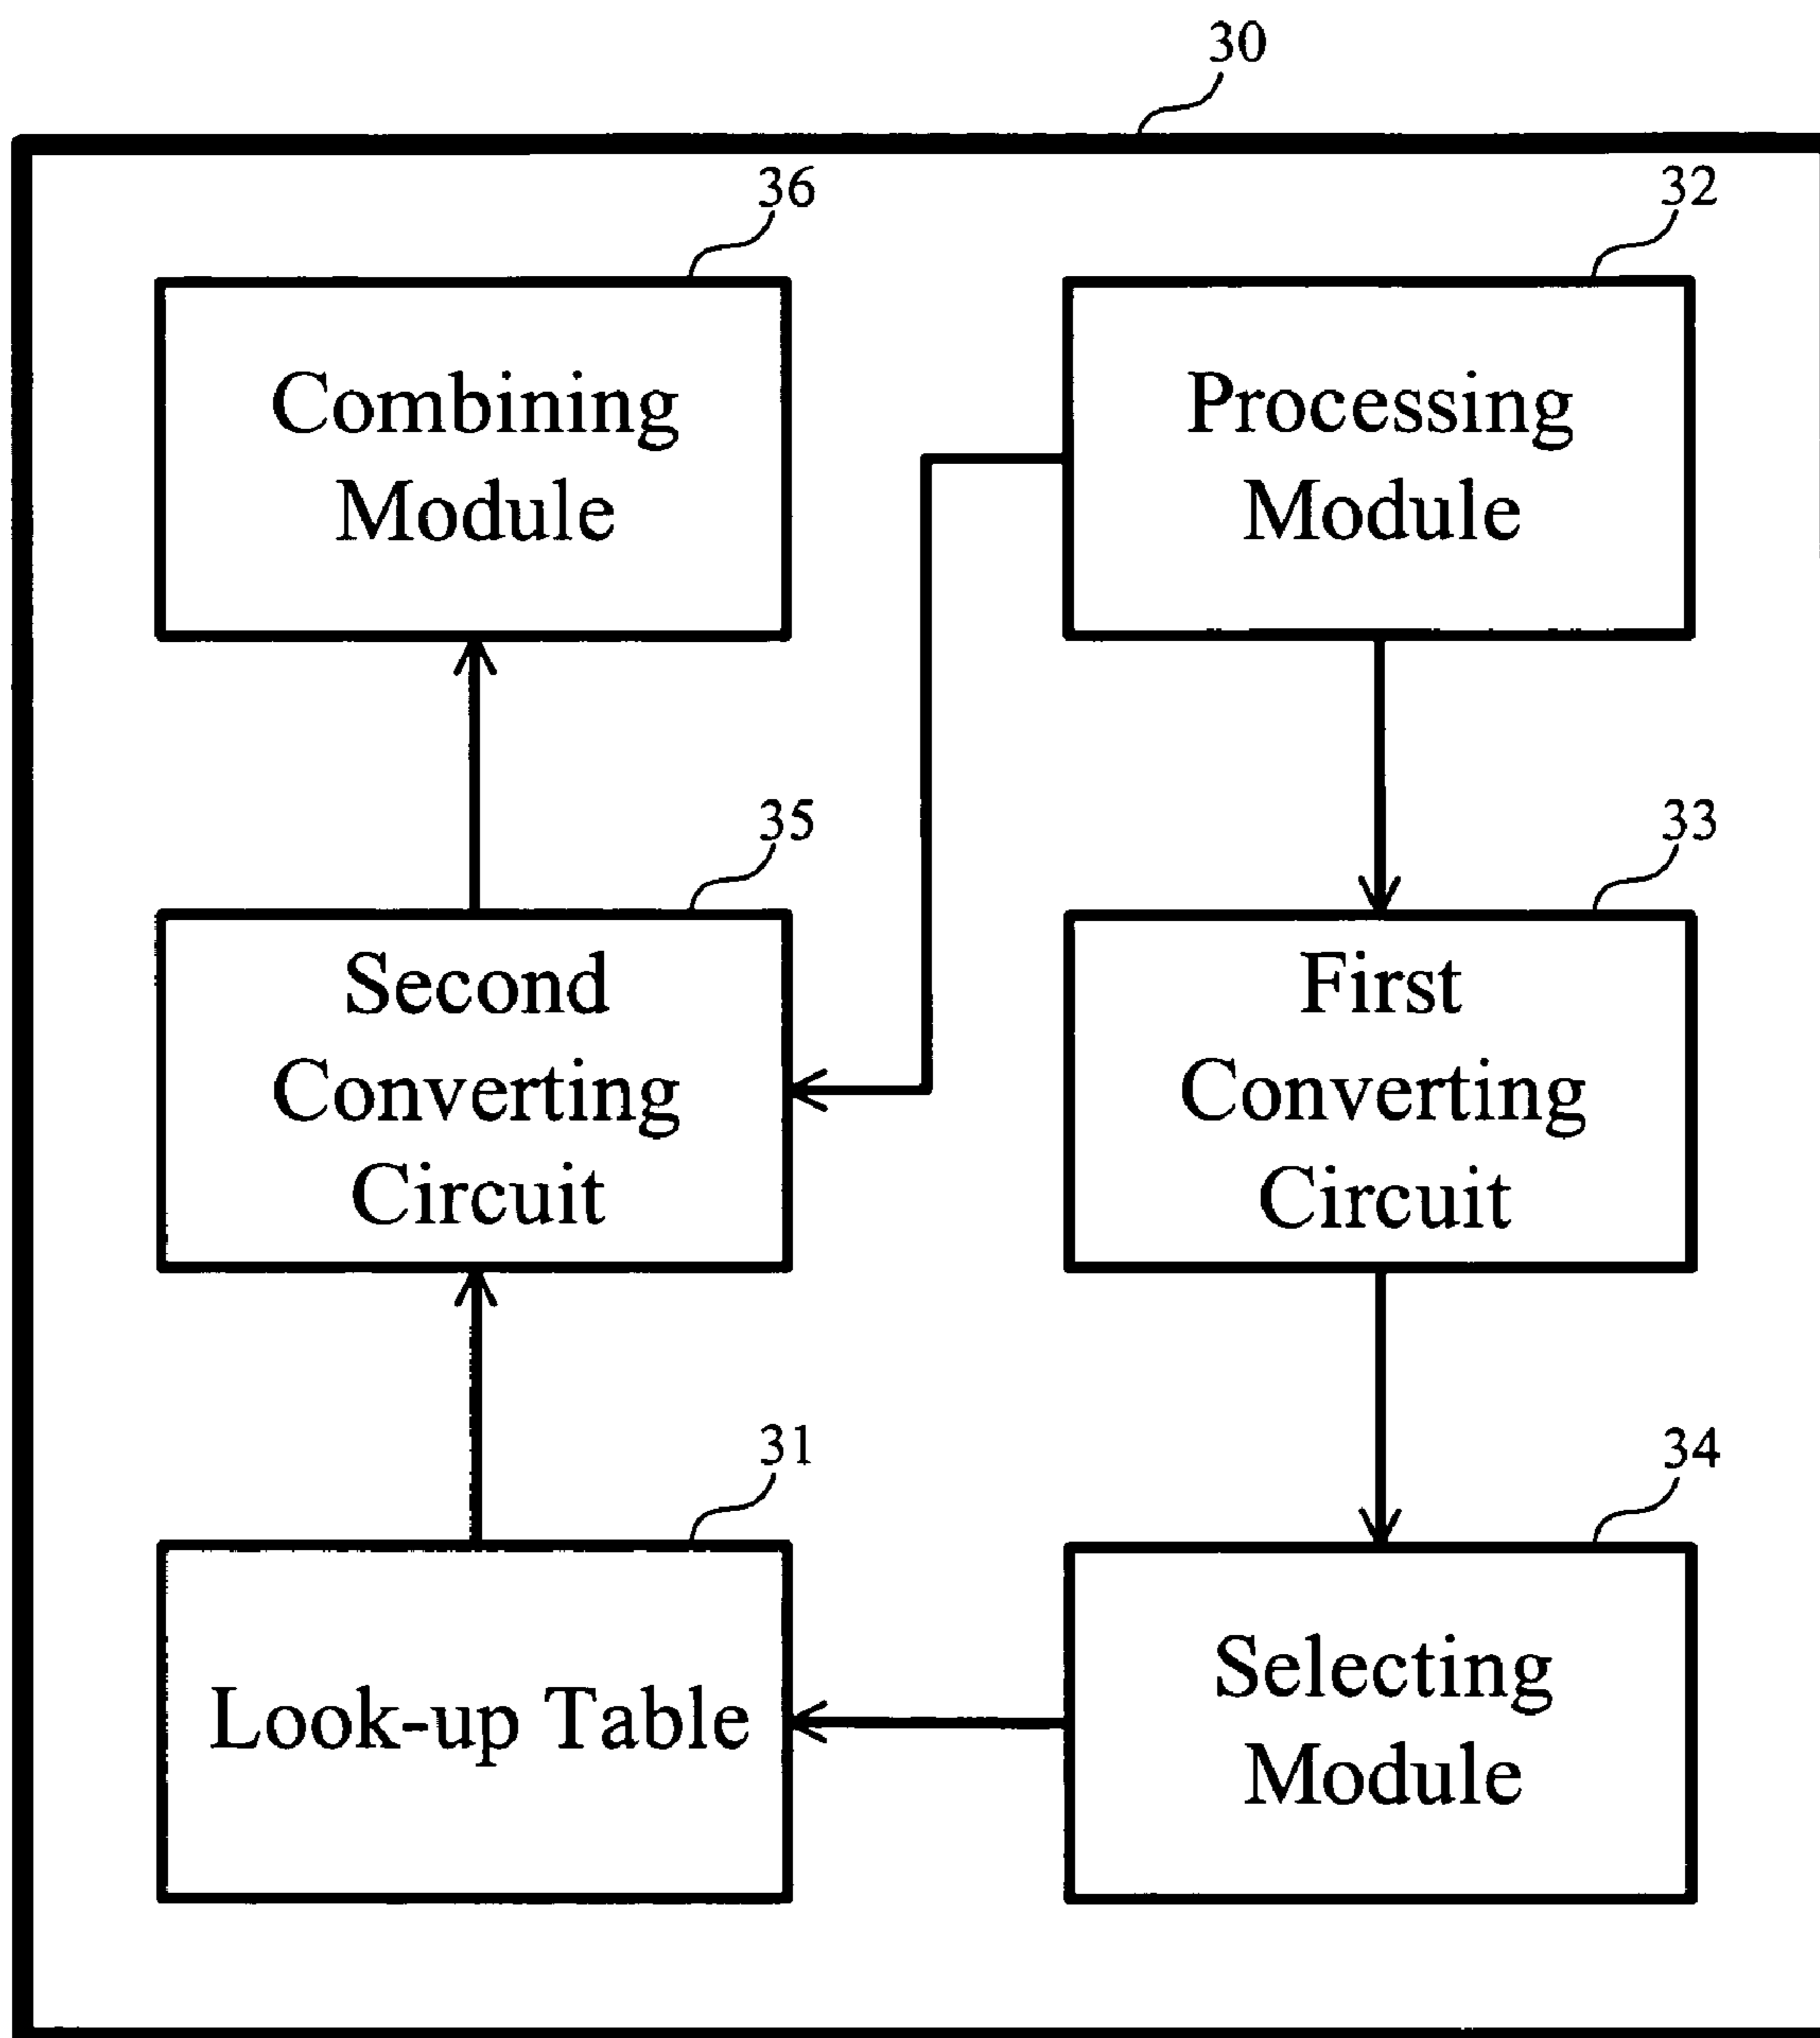 30
36
32
Combining
Module
Processing
Module
35
33
Second
Converting
Circuit
First
Converting
Circuit
31
34
Look-up Table
Selecting
Module